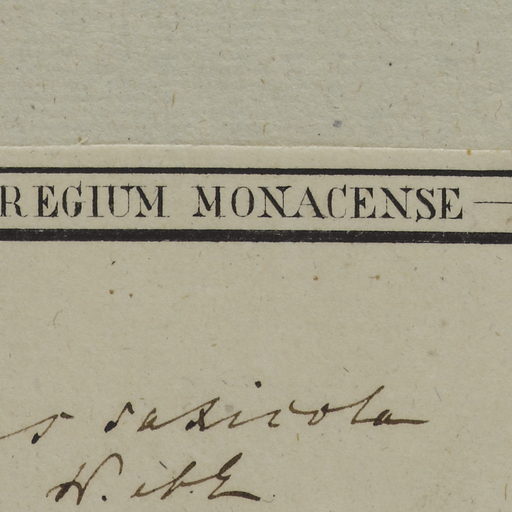 REGIUM MONACENSE
s saxicola